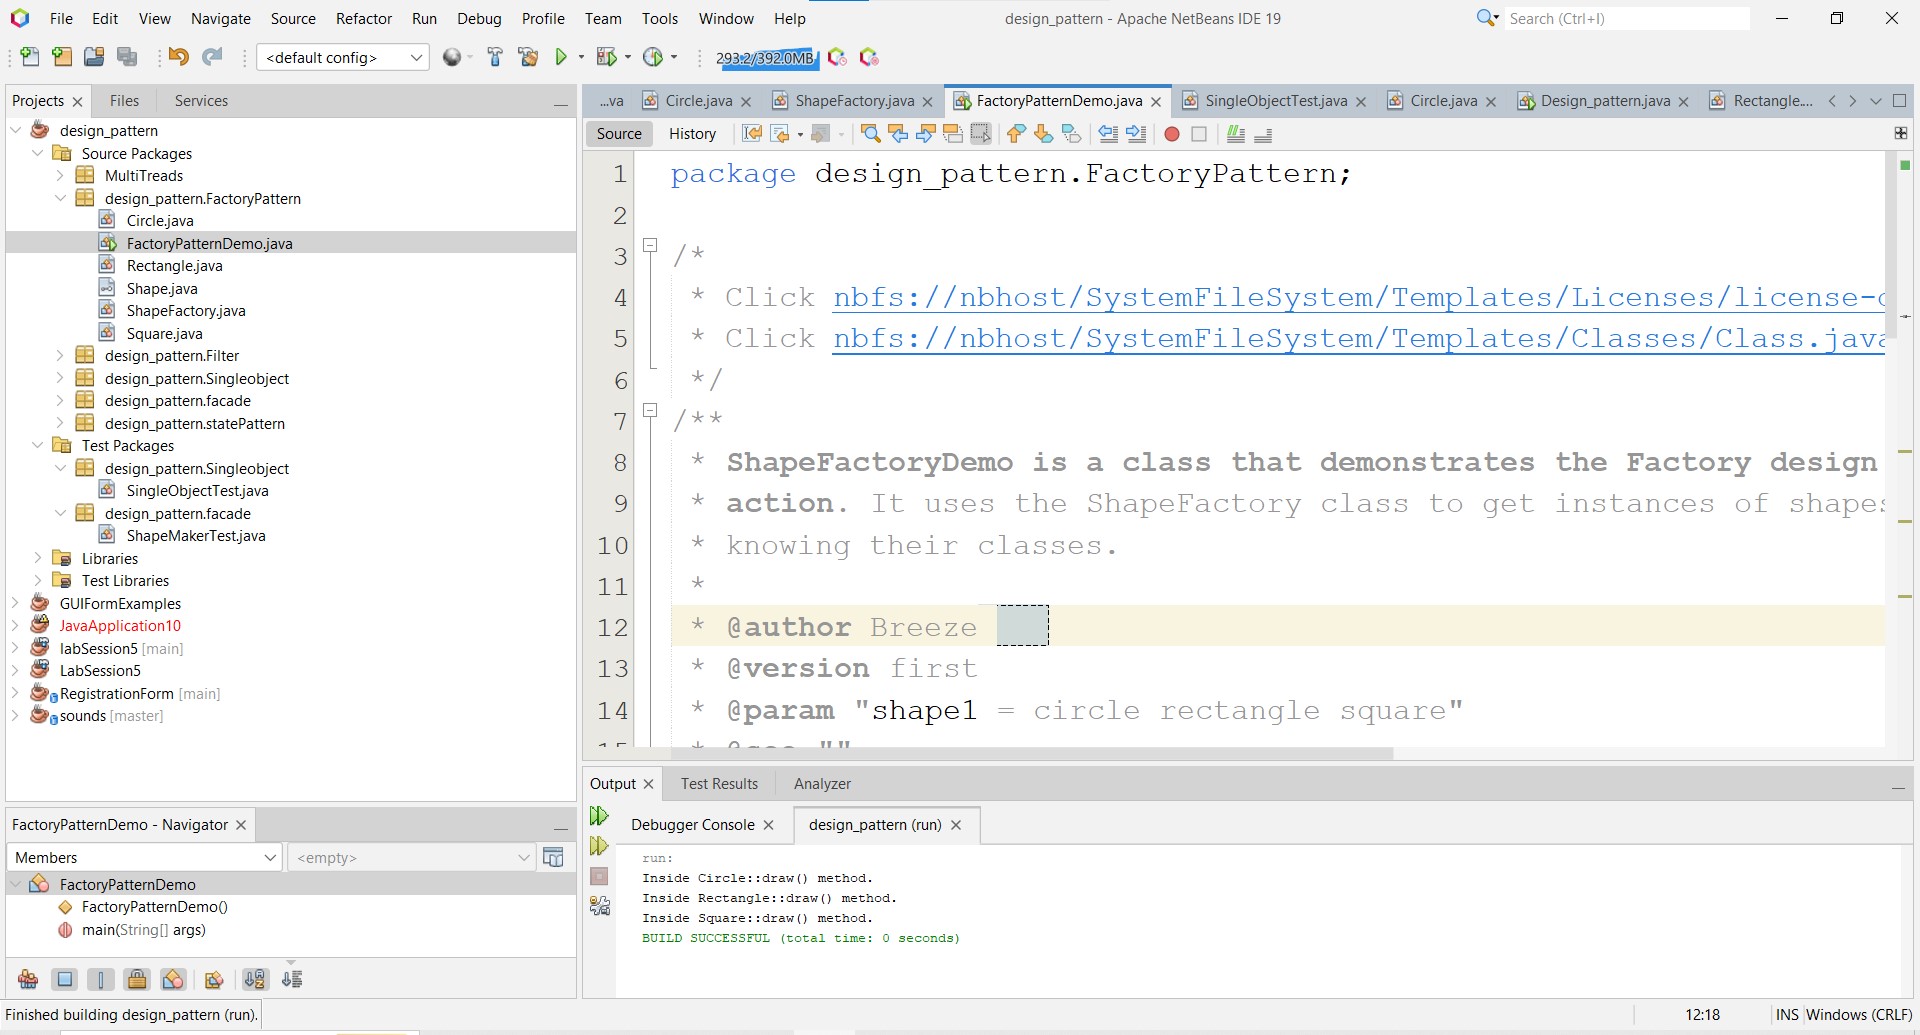 File Edit View Navigate Source Refactor Run Debug Profile Team Tools Window Help
design_pattern - Apache NetBeans IDE 19
Search (Ctrl+I)
<default config>
293.2/392.0MB
Projects Files Services
design_pattern
Source Packages
MultiTreads
design_pattern.FactoryPattern
Circle.java
FactoryPatternDemo.java
Rectangle.java
Shape.java
ShapeFactory.java
Square.java
design_pattern.Filter
design_pattern.Singleobject
design_pattern.facade
design_pattern.statePattern
Test Packages
design_pattern.Singleobject
SingleObjectTest.java
design_pattern.facade
ShapeMakerTest.java
Libraries
Test Libraries
GUIFormExamples
JavaApplication10
labSession5 [main]
LabSession5
RegistrationForm [main]
sounds [master]
FactoryPatternDemo - Navigator
Members <empty>
FactoryPatternDemo
FactoryPatternDemo()
main(String[] args)
...va Circle.java ShapeFactory.java FactoryPatternDemo.java SingleObjectTest.java Circle.java Design_pattern.java Rectangle....
Source History
1 package design_pattern.FactoryPattern;
2
3 /*
4 * Click nbfs://nbhost/SystemFileSystem/Templates/Licenses/license-
5 * Click nbfs://nbhost/SystemFileSystem/Templates/Classes/Class.java
6 */
7 /**
8 * ShapeFactoryDemo is a class that demonstrates the Factory design
9 * action. It uses the ShapeFactory class to get instances of shapes
10 * knowing their classes.
11 *
12 * @author Breeze
13 * @version first
14 * @param "shape1 = circle rectangle square"
Output Test Results Analyzer
Debugger Console design_pattern (run)
run:
Inside Circle::draw() method.
Inside Rectangle::draw() method.
Inside Square::draw() method.
BUILD SUCCESSFUL (total time: 0 seconds)
Finished building design_pattern (run).
12:18 INS Windows (CRLF)